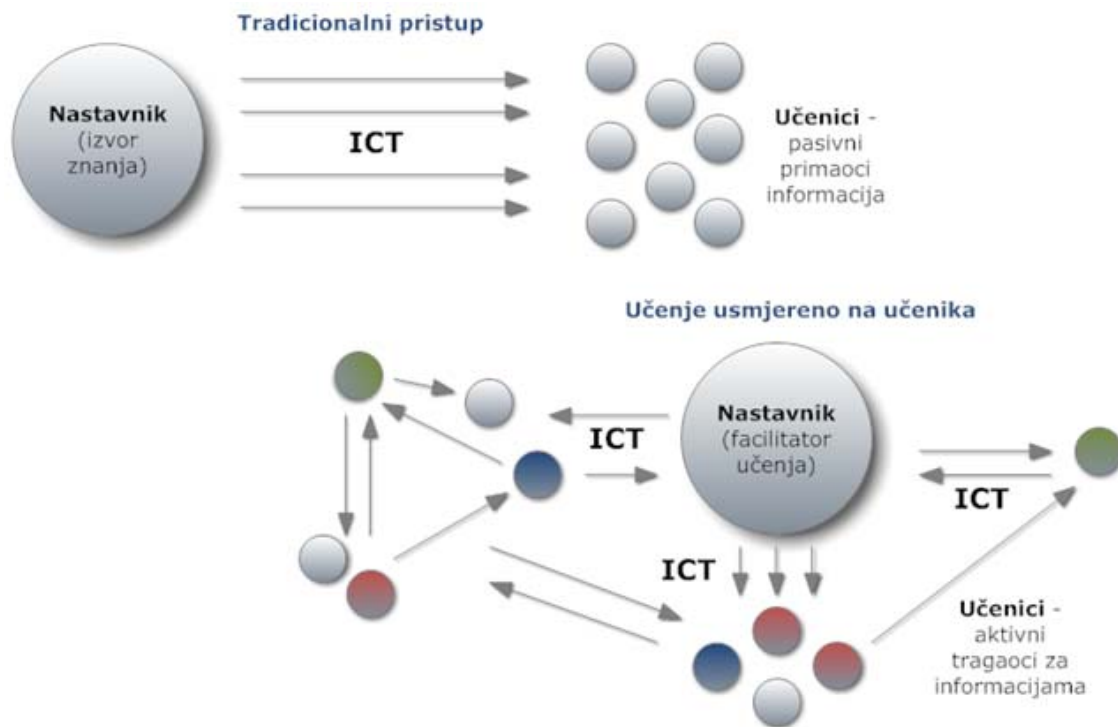 Tradicionalni pristup
Nastavnik
(izvor
znanja)
ICT
Učenici -
pasivni
primaoci
informacija
Učenje usmjereno na učenika
Nastavnik
(facilitator
učenja)
ICT
ICT
ICT
Učenici -
aktivni
tragaoci za
informacijama